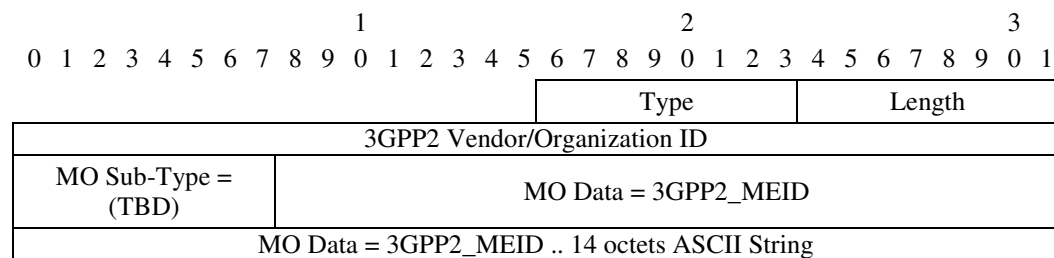 1 2 3
0 1 2 3 4 5 6 7 8 9 0 1 2 3 4 5 6 7 8 9 0 1 2 3 4 5 6 7 8 9 0 1
Type Length
3GPP2 Vendor/Organization ID
MO Sub-Type =
(TBD)
MO Data = 3GPP2_MEID
MO Data = 3GPP2_MEID .. 14 octets ASCII String